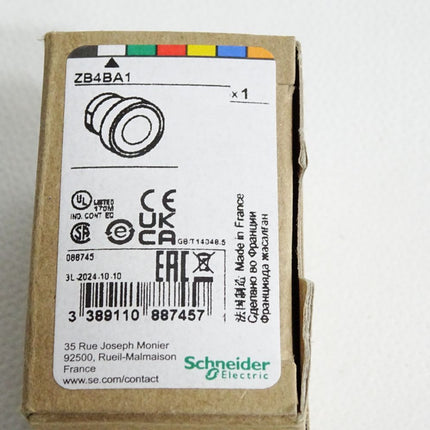 ZB4BA1
x 1
UL LISTED
170M
IND. CONT EQ
CE
UK
CA
SA
e
GB/T14048.5
088745
EAC
3L-2024-10-10
3 389110 887457
法国制造 Made in France
Сделано во Франции
Францияда жасалған
35 Rue Joseph Monier
92500, Rueil-Malmaison
France
www.se.com/contact
Schneider
Electric